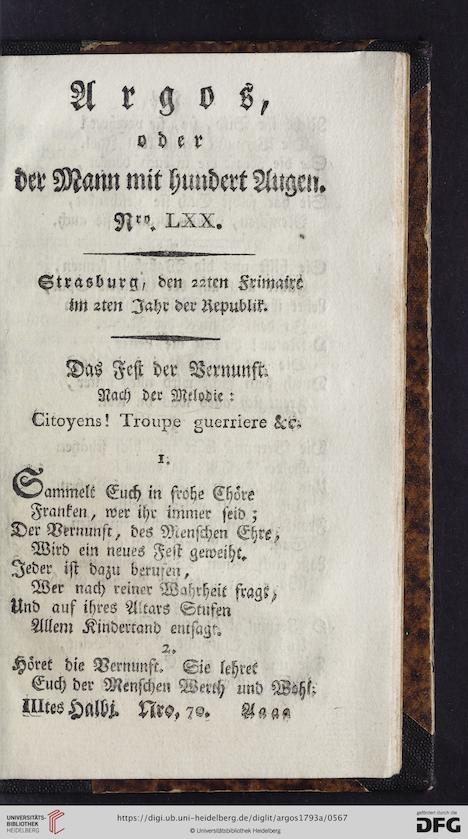 Argos,
oder
der Mann mit hundert Augen.
Nro. LXX.
Strasburg, den 22ten Frimaire
im 2ten Jahr der Republik.
Das Fest der Vernunft.
Nach der Melodie:
Citoyens! Troupe guerriere &c.
1.
Sammelt Euch in frohe Chöre
Franken, wer ihr immer seid;
Der Vernunft, des Menschen Ehre,
Wird ein neues Fest geweiht.
Jeder ist dazu berufen,
Wer nach reiner Wahrheit fragt,
Und auf ihres Altars Stufen
Allem Kindertand entsagt.
2.
Höret die Vernunft. Sie lehret
Euch der Menschen Werth und Wohl;
IIItes Halbj. Nro, 70. Aaaa
UNIVERSITÄTS-
BIBLIOTHEK
HEIDELBERG
https://digi.ub.uni-heidelberg.de/diglit/argos1793a/0567
© Universitätsbibliothek Heidelberg
gefördert durch die
DFG